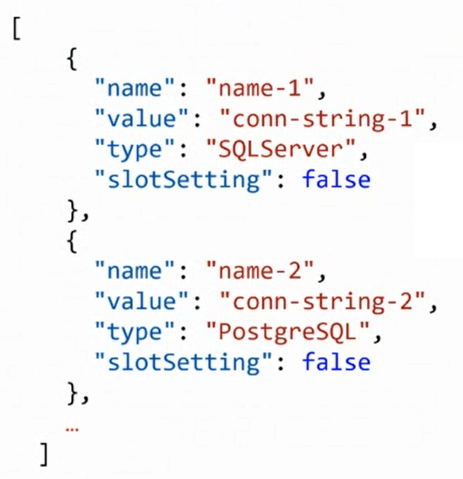 [
{
"name": "name-1",
"value": "conn-string-1",
"type": "SQLServer",
"slotSetting": false
},
{
"name": "name-2",
"value": "conn-string-2",
"type": "PostgreSQL",
"slotSetting": false
},
…
]